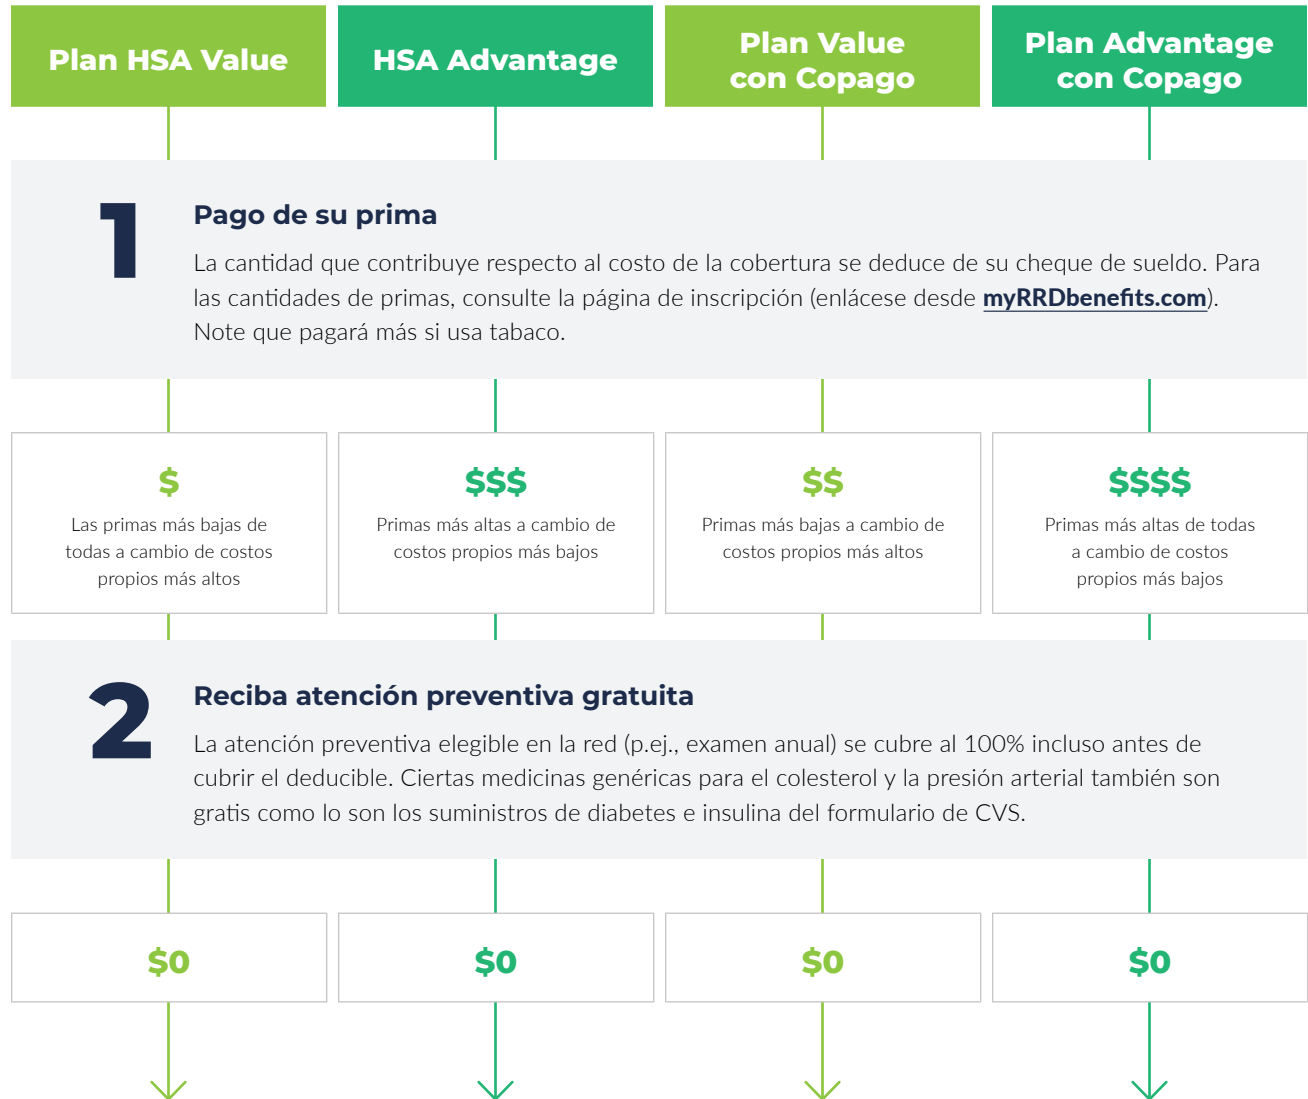 Plan HSA Value
HSA Advantage
Plan Value
con Copago
Plan Advantage
con Copago
1
Pago de su prima
La cantidad que contribuye respecto al costo de la cobertura se deduce de su cheque de sueldo. Para
las cantidades de primas, consulte la página de inscripción (enlácese desde myRRDbenefits.com).
Note que pagará más si usa tabaco.
$
Las primas más bajas de
todas a cambio de costos
propios más altos
$$$
Primas más altas a cambio de
costos propios más bajos
$$
Primas más bajas a cambio de
costos propios más altos
$$$$
Primas más altas de todas
a cambio de costos
propios más bajos
2
Reciba atención preventiva gratuita
La atención preventiva elegible en la red (p.ej., examen anual) se cubre al 100% incluso antes de
cubrir el deducible. Ciertas medicinas genéricas para el colesterol y la presión arterial también son
gratis como lo son los suministros de diabetes e insulina del formulario de CVS.
$0
$0
$0
$0